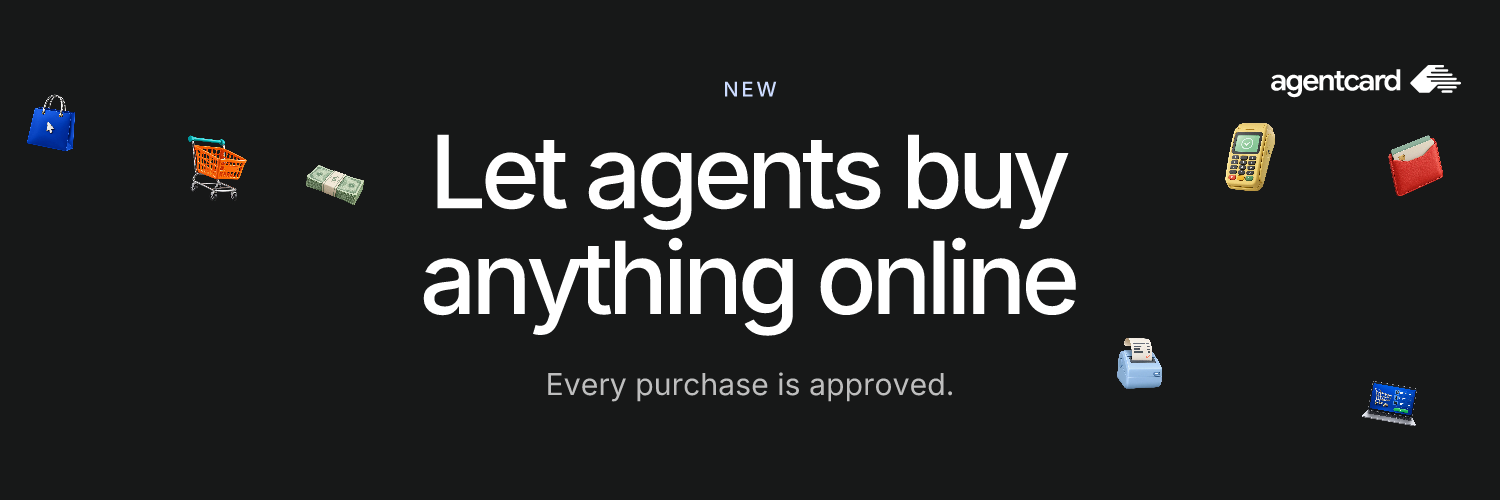 NEW
agentcard
Let agents buy
anything online
Every purchase is approved.